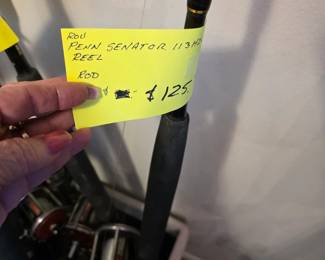 ROD
PENN SENATOR 113H
REEL
ROD
& $125.